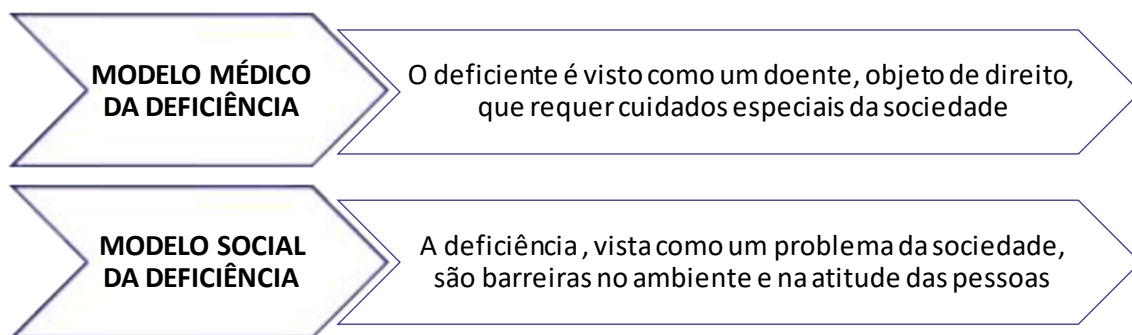 MODELO MÉDICO
DA DEFICIÊNCIA
O deficiente é visto como um doente, objeto de direito,
que requer cuidados especiais da sociedade
MODELO SOCIAL
DA DEFICIÊNCIA
A deficiência , vista como um problema da sociedade,
são barreiras no ambiente e na atitude das pessoas